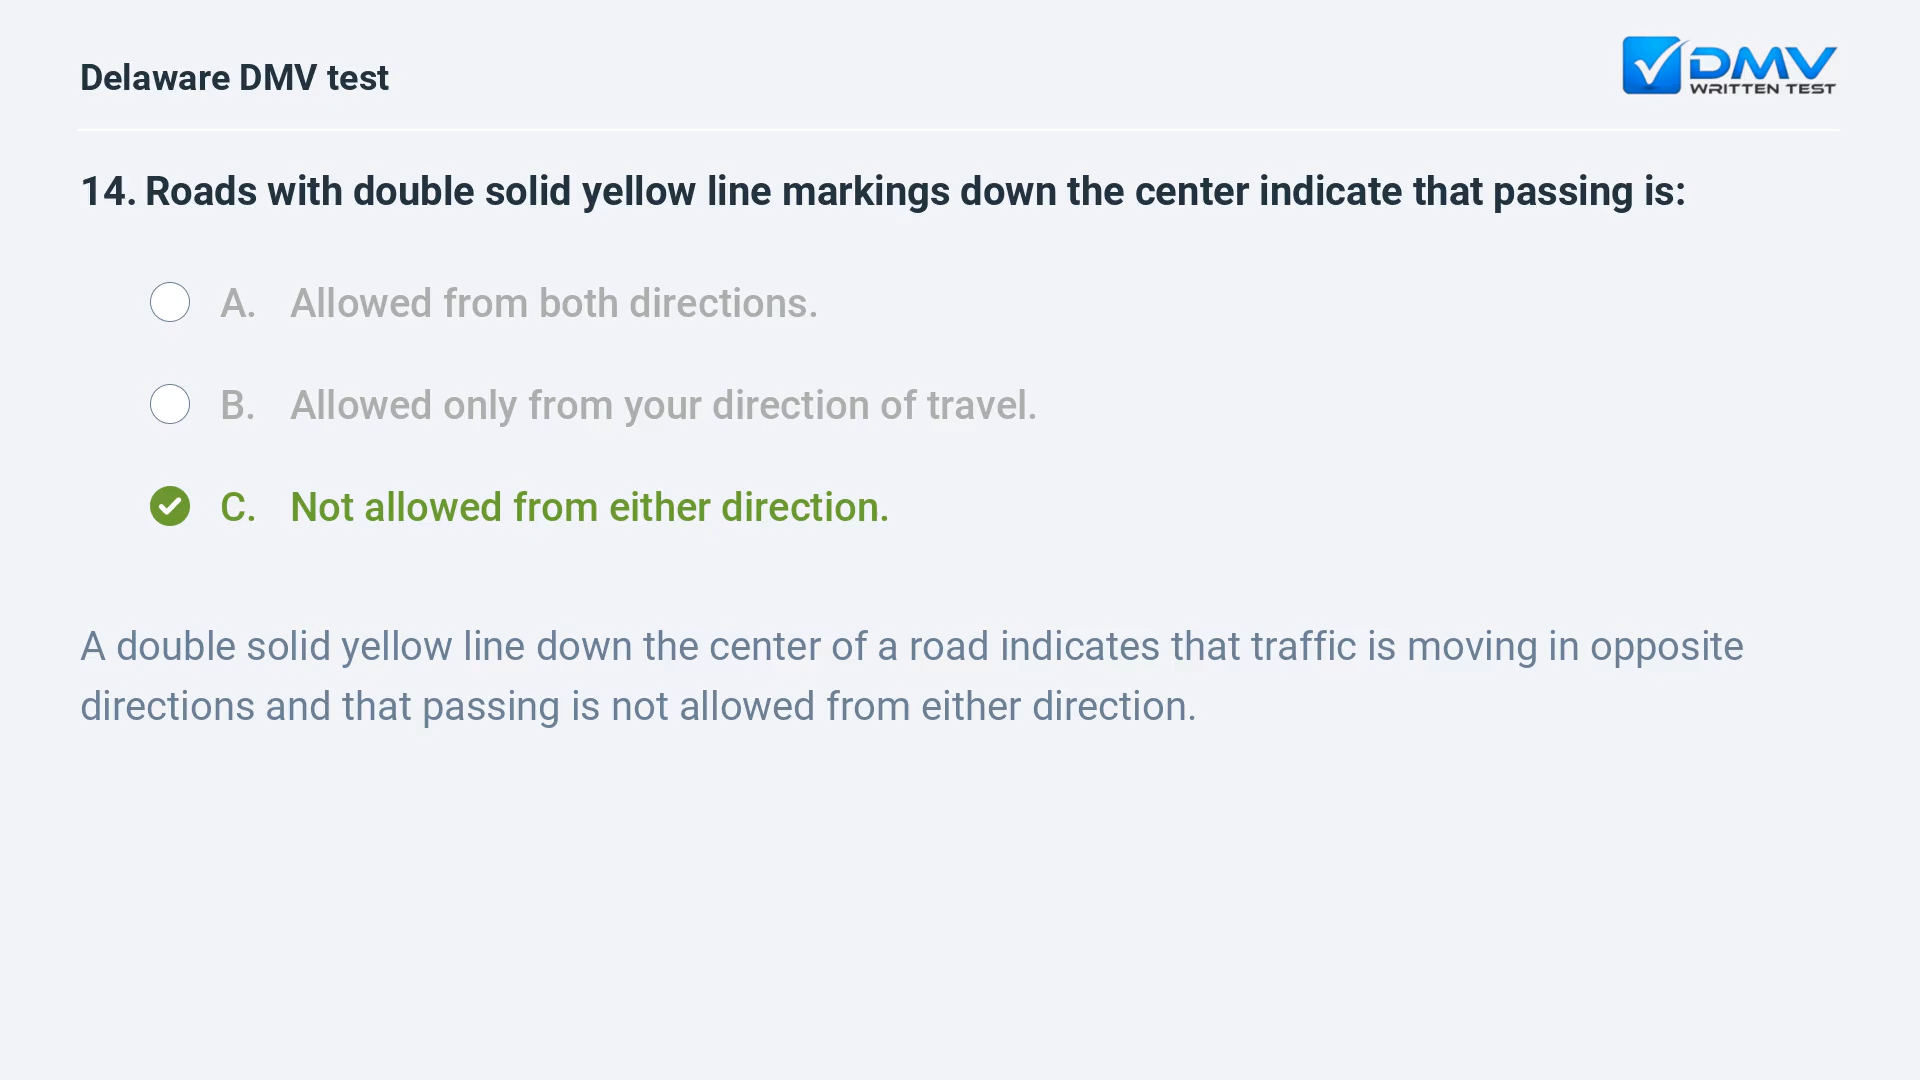 Delaware DMV test
DMV
WRITTEN TEST
14. Roads with double solid yellow line markings down the center indicate that passing is:
A. Allowed from both directions.
B. Allowed only from your direction of travel.
C. Not allowed from either direction.
A double solid yellow line down the center of a road indicates that traffic is moving in opposite
directions and that passing is not allowed from either direction.